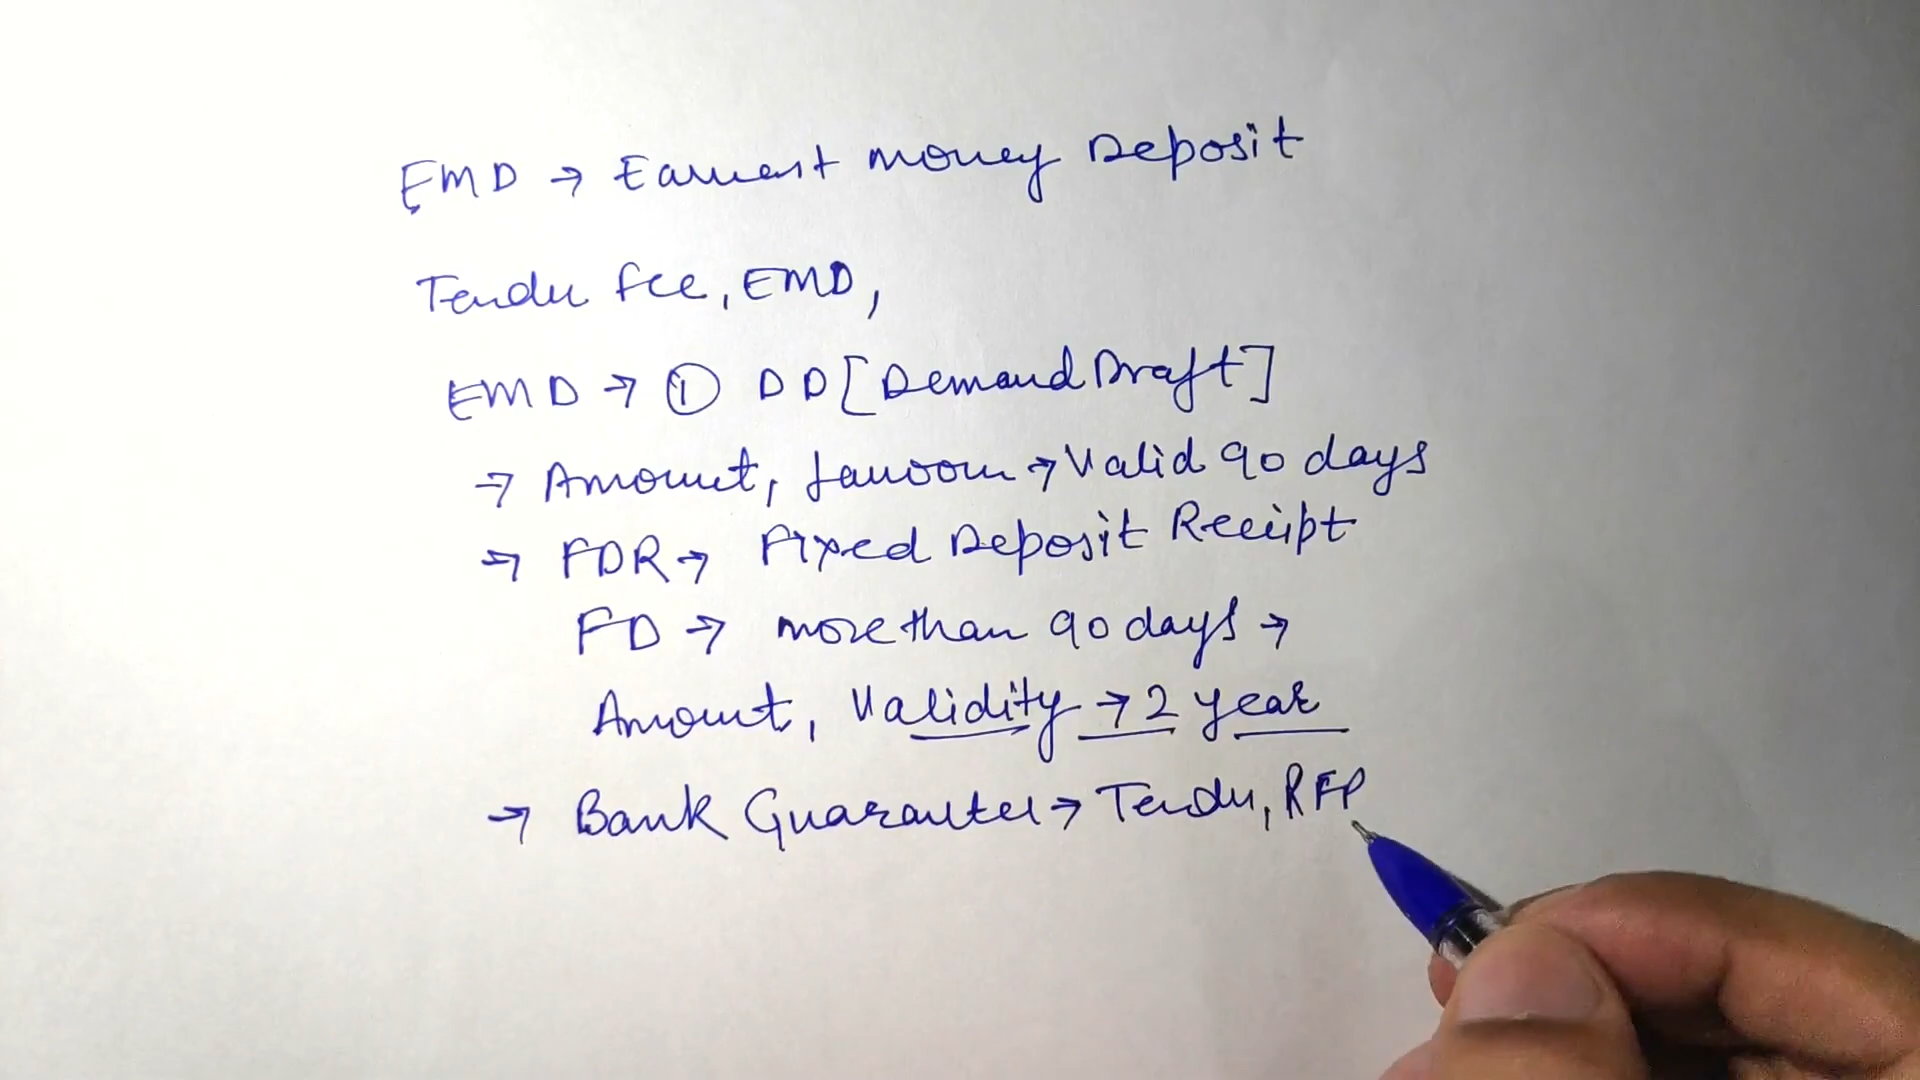 EMD → Earnest money Deposit
Tender fee, EMD,
EMD → ① DD [Demand Draft]
→ Amount, favour → Valid 90 days
→ FDR → Fixed Deposit Receipt
FD → more than 90 days →
Amount, Validity → 2 year
→ Bank Guarantee → Tender, RFP